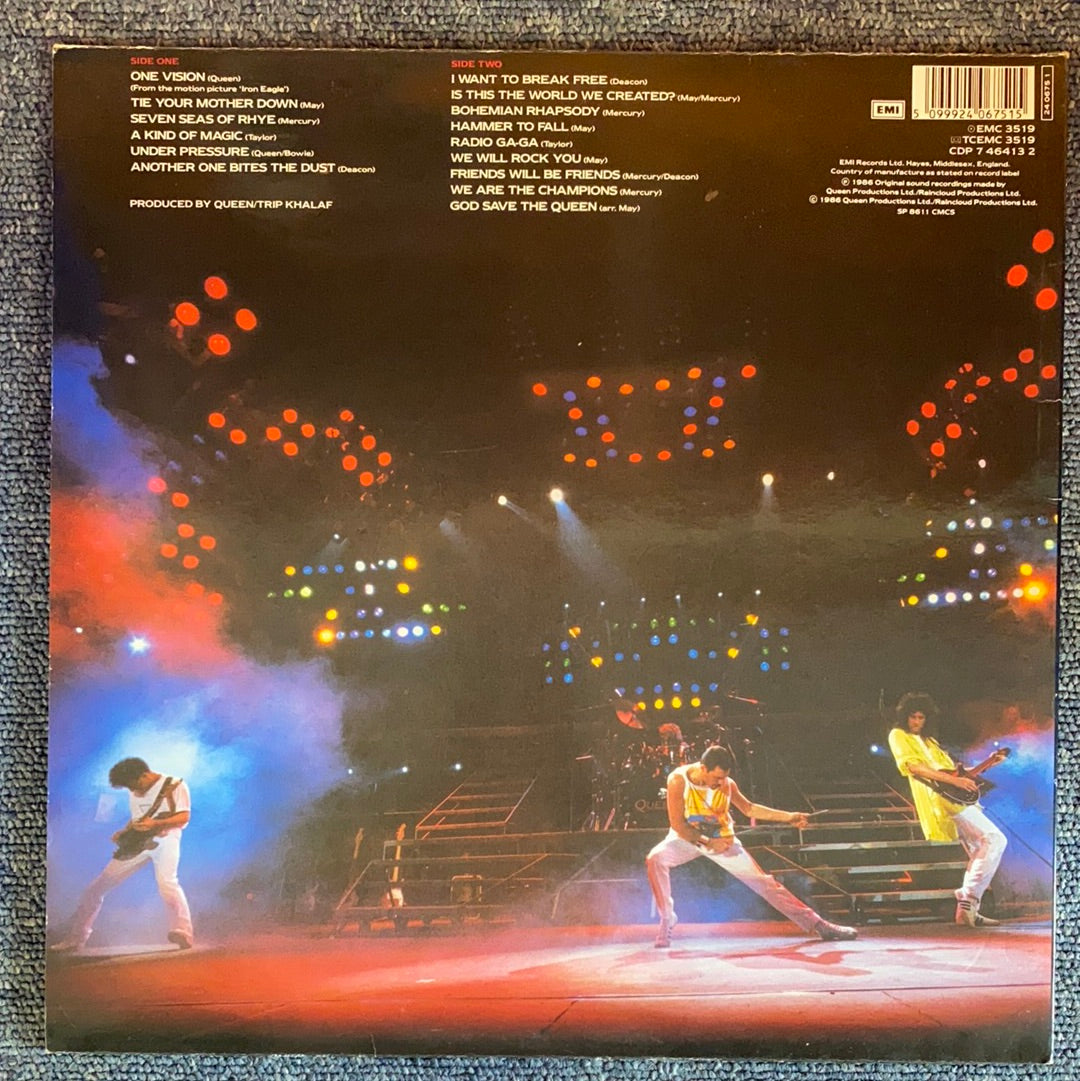 SIDE ONE
ONE VISION (Queen)
(From the motion picture 'Iron Eagle')
TIE YOUR MOTHER DOWN (May)
SEVEN SEAS OF RHYE (Mercury)
A KIND OF MAGIC (Taylor)
UNDER PRESSURE (Queen/Bowie)
ANOTHER ONE BITES THE DUST (Deacon)
PRODUCED BY QUEEN/TRIP KHALAF
SIDE TWO
I WANT TO BREAK FREE (Deacon)
IS THIS THE WORLD WE CREATED? (May/Mercury)
BOHEMIAN RHAPSODY (Mercury)
HAMMER TO FALL (May)
RADIO GA-GA (Taylor)
WE WILL ROCK YOU (May)
FRIENDS WILL BE FRIENDS (Mercury/Deacon)
WE ARE THE CHAMPIONS (Mercury)
GOD SAVE THE QUEEN (arr. May)
EMI
5 099924 067515
24 0675 1
EMC 3519
TCEMC 3519
CDP 7 46413 2
EMI Records Ltd. Hayes, Middlesex, England.
Country of manufacture as stated on record label
℗ 1986 Original sound recordings made by
Queen Productions Ltd./Raincloud Productions Ltd.
© 1986 Queen Productions Ltd./Raincloud Productions Ltd.
SP 8611 CMCS